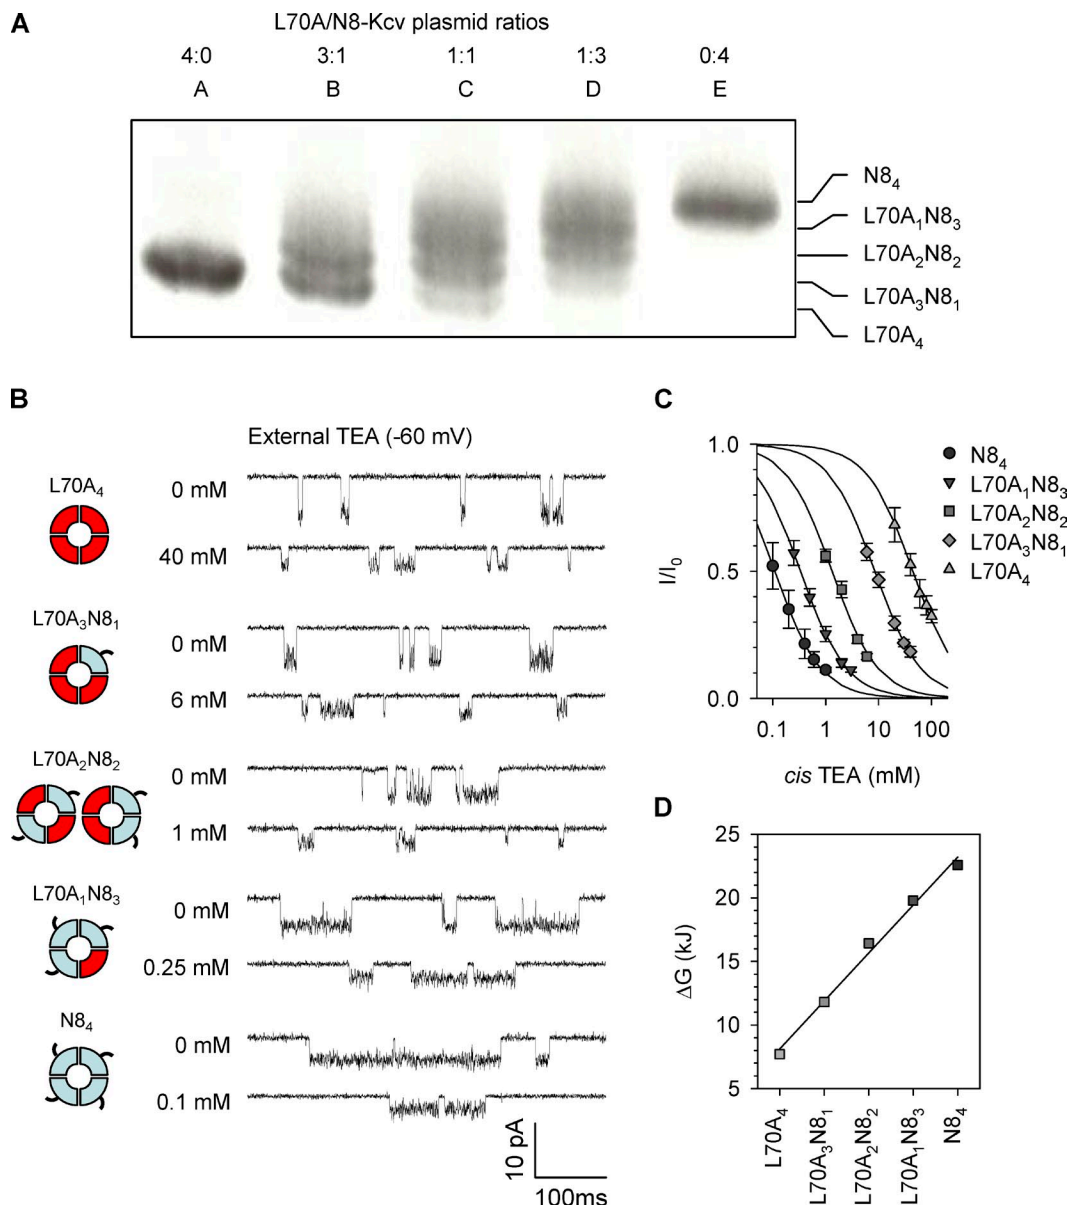 A
L70A/N8-Kcv plasmid ratios
4:0 3:1 1:1 1:3 0:4
A B C D E
N8₄
L70A₁N8₃
L70A₂N8₂
L70A₃N8₁
L70A₄
B
External TEA (-60 mV)
L70A₄
0 mM
40 mM
L70A₃N8₁
0 mM
6 mM
L70A₂N8₂
0 mM
1 mM
L70A₁N8₃
0 mM
0.25 mM
N8₄
0 mM
0.1 mM
10 pA
100ms
C
1.0
0.5
0.0
I/I₀
0.1 1 10 100
cis TEA (mM)
N8₄
L70A₁N8₃
L70A₂N8₂
L70A₃N8₁
L70A₄
D
25
20
15
10
5
ΔG (kJ)
L70A₄
L70A₃N8₁
L70A₂N8₂
L70A₁N8₃
N8₄